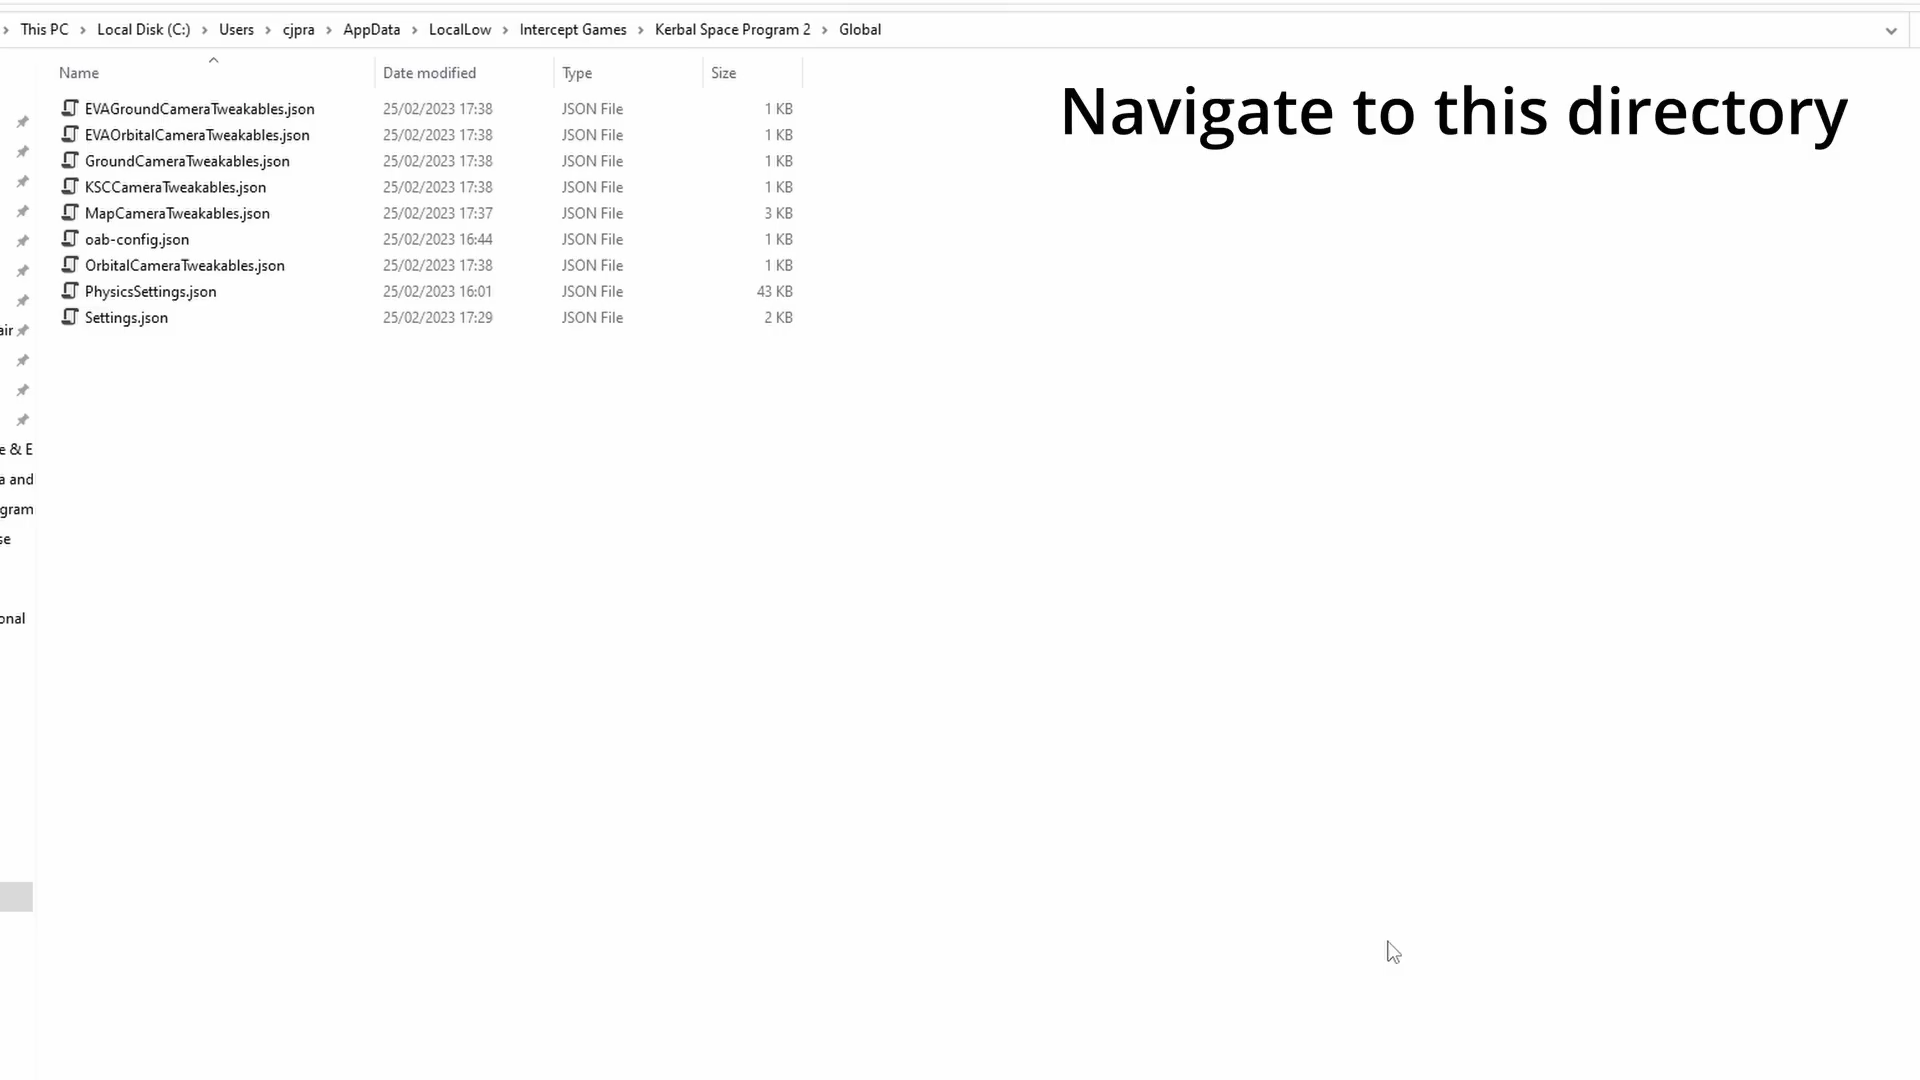 This PC > Local Disk (C:) > Users > cjpra > AppData > LocalLow > Intercept Games > Kerbal Space Program 2 > Global
Navigate to this directory
Name Date modified Type Size
EVAGroundCameraTweakables.json 25/02/2023 17:38 JSON File 1 KB
EVAOrbitalCameraTweakables.json 25/02/2023 17:38 JSON File 1 KB
GroundCameraTweakables.json 25/02/2023 17:38 JSON File 1 KB
KSCCameraTweakables.json 25/02/2023 17:38 JSON File 1 KB
MapCameraTweakables.json 25/02/2023 17:37 JSON File 3 KB
oab-config.json 25/02/2023 16:44 JSON File 1 KB
OrbitalCameraTweakables.json 25/02/2023 17:38 JSON File 1 KB
PhysicsSettings.json 25/02/2023 16:01 JSON File 43 KB
Settings.json 25/02/2023 17:29 JSON File 2 KB
air
e & E
a and
gram
se
onal